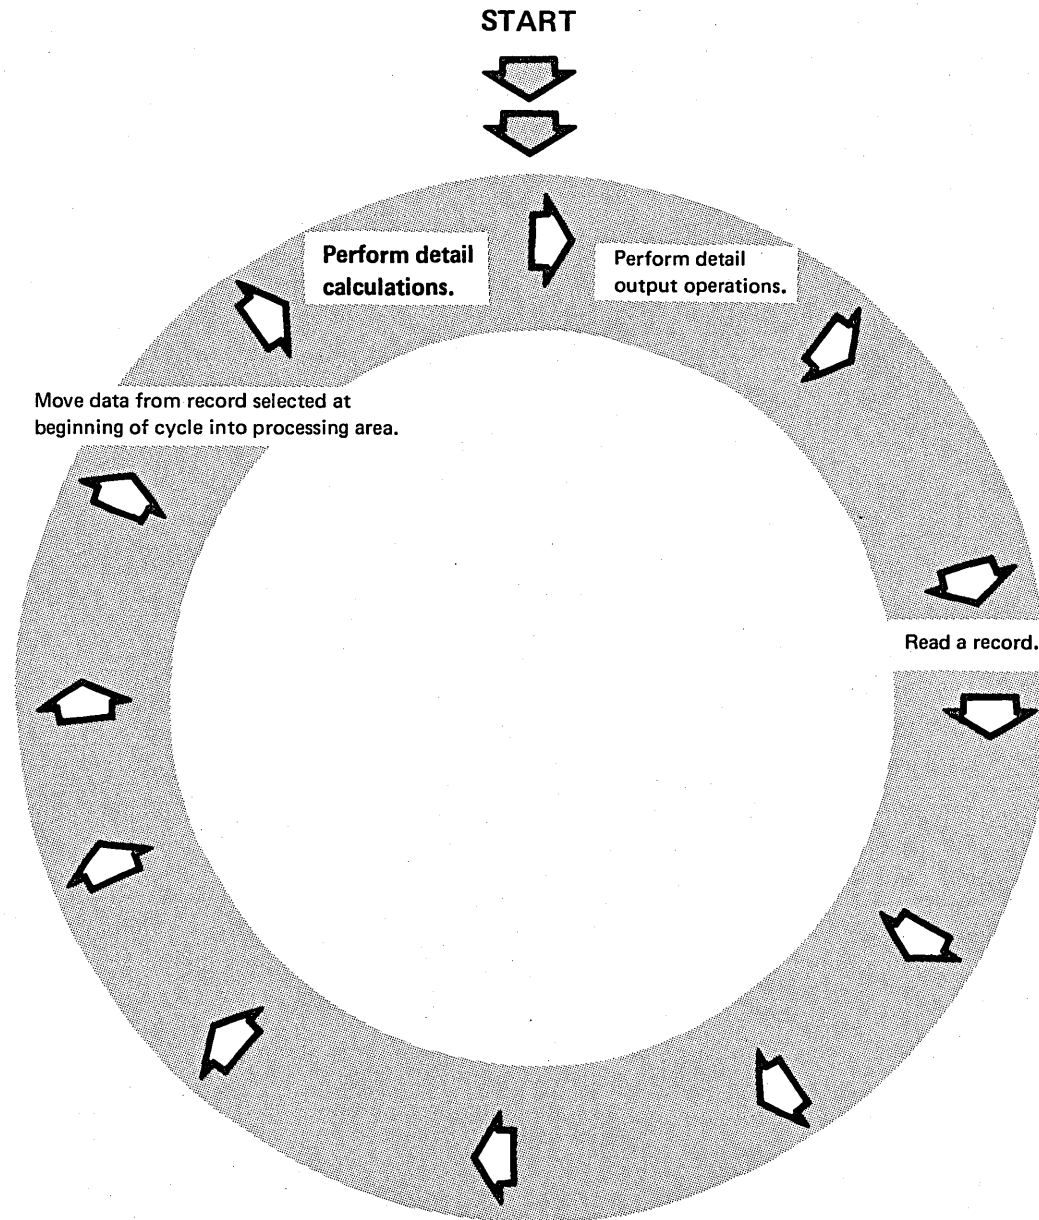 START
Perform detail
calculations.
Perform detail
output operations.
Move data from record selected at
beginning of cycle into processing area.
Read a record.